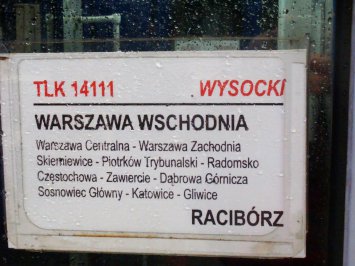 TLK 14111 WYSOCKI
WARSZAWA WSCHODNIA
Warszawa Centralna - Warszawa Zachodnia
Skierniewice - Piotrków Trybunalski - Radomsko
Częstochowa - Zawiercie - Dąbrowa Górnicza
Sosnowiec Główny - Katowice - Gliwice
RACIBÓRZ